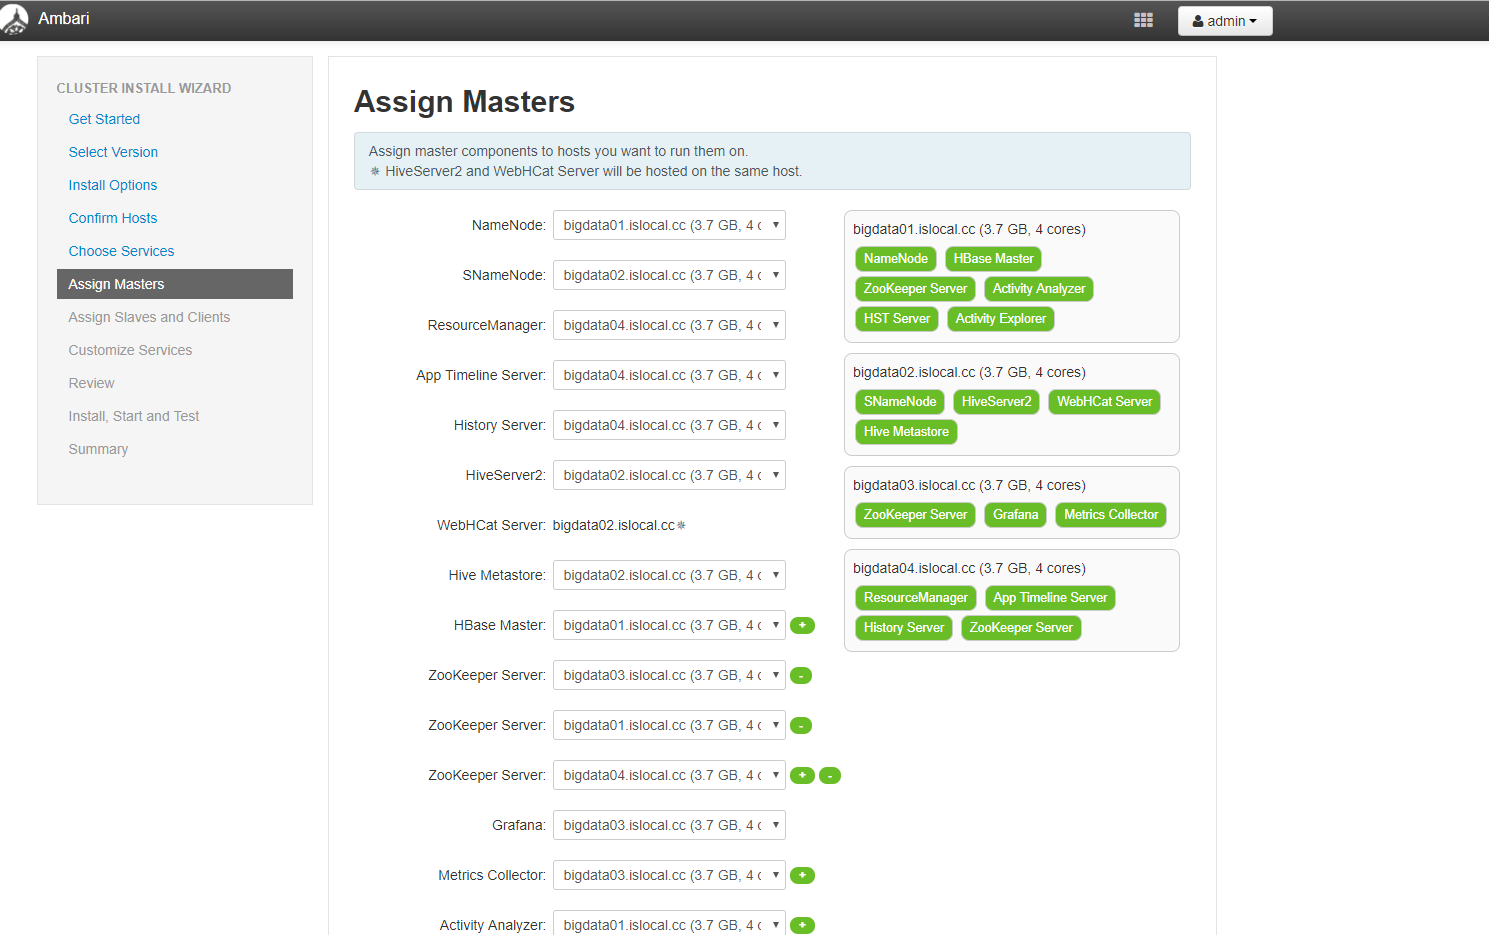 Ambari
admin
CLUSTER INSTALL WIZARD
Get Started
Select Version
Install Options
Confirm Hosts
Choose Services
Assign Masters
Assign Slaves and Clients
Customize Services
Review
Install, Start and Test
Summary
Assign Masters
Assign master components to hosts you want to run them on.
✵ HiveServer2 and WebHCat Server will be hosted on the same host.
NameNode: bigdata01.islocal.cc (3.7 GB, 4 c
SNameNode: bigdata02.islocal.cc (3.7 GB, 4 c
ResourceManager: bigdata04.islocal.cc (3.7 GB, 4 c
App Timeline Server: bigdata04.islocal.cc (3.7 GB, 4 c
History Server: bigdata04.islocal.cc (3.7 GB, 4 c
HiveServer2: bigdata02.islocal.cc (3.7 GB, 4 c
WebHCat Server: bigdata02.islocal.cc✵
Hive Metastore: bigdata02.islocal.cc (3.7 GB, 4 c
HBase Master: bigdata01.islocal.cc (3.7 GB, 4 c +
ZooKeeper Server: bigdata03.islocal.cc (3.7 GB, 4 c -
ZooKeeper Server: bigdata01.islocal.cc (3.7 GB, 4 c -
ZooKeeper Server: bigdata04.islocal.cc (3.7 GB, 4 c + -
Grafana: bigdata03.islocal.cc (3.7 GB, 4 c
Metrics Collector: bigdata03.islocal.cc (3.7 GB, 4 c +
Activity Analyzer: bigdata01.islocal.cc (3.7 GB, 4 c +
bigdata01.islocal.cc (3.7 GB, 4 cores)
NameNode HBase Master
ZooKeeper Server Activity Analyzer
HST Server Activity Explorer
bigdata02.islocal.cc (3.7 GB, 4 cores)
SNameNode HiveServer2 WebHCat Server
Hive Metastore
bigdata03.islocal.cc (3.7 GB, 4 cores)
ZooKeeper Server Grafana Metrics Collector
bigdata04.islocal.cc (3.7 GB, 4 cores)
ResourceManager App Timeline Server
History Server ZooKeeper Server